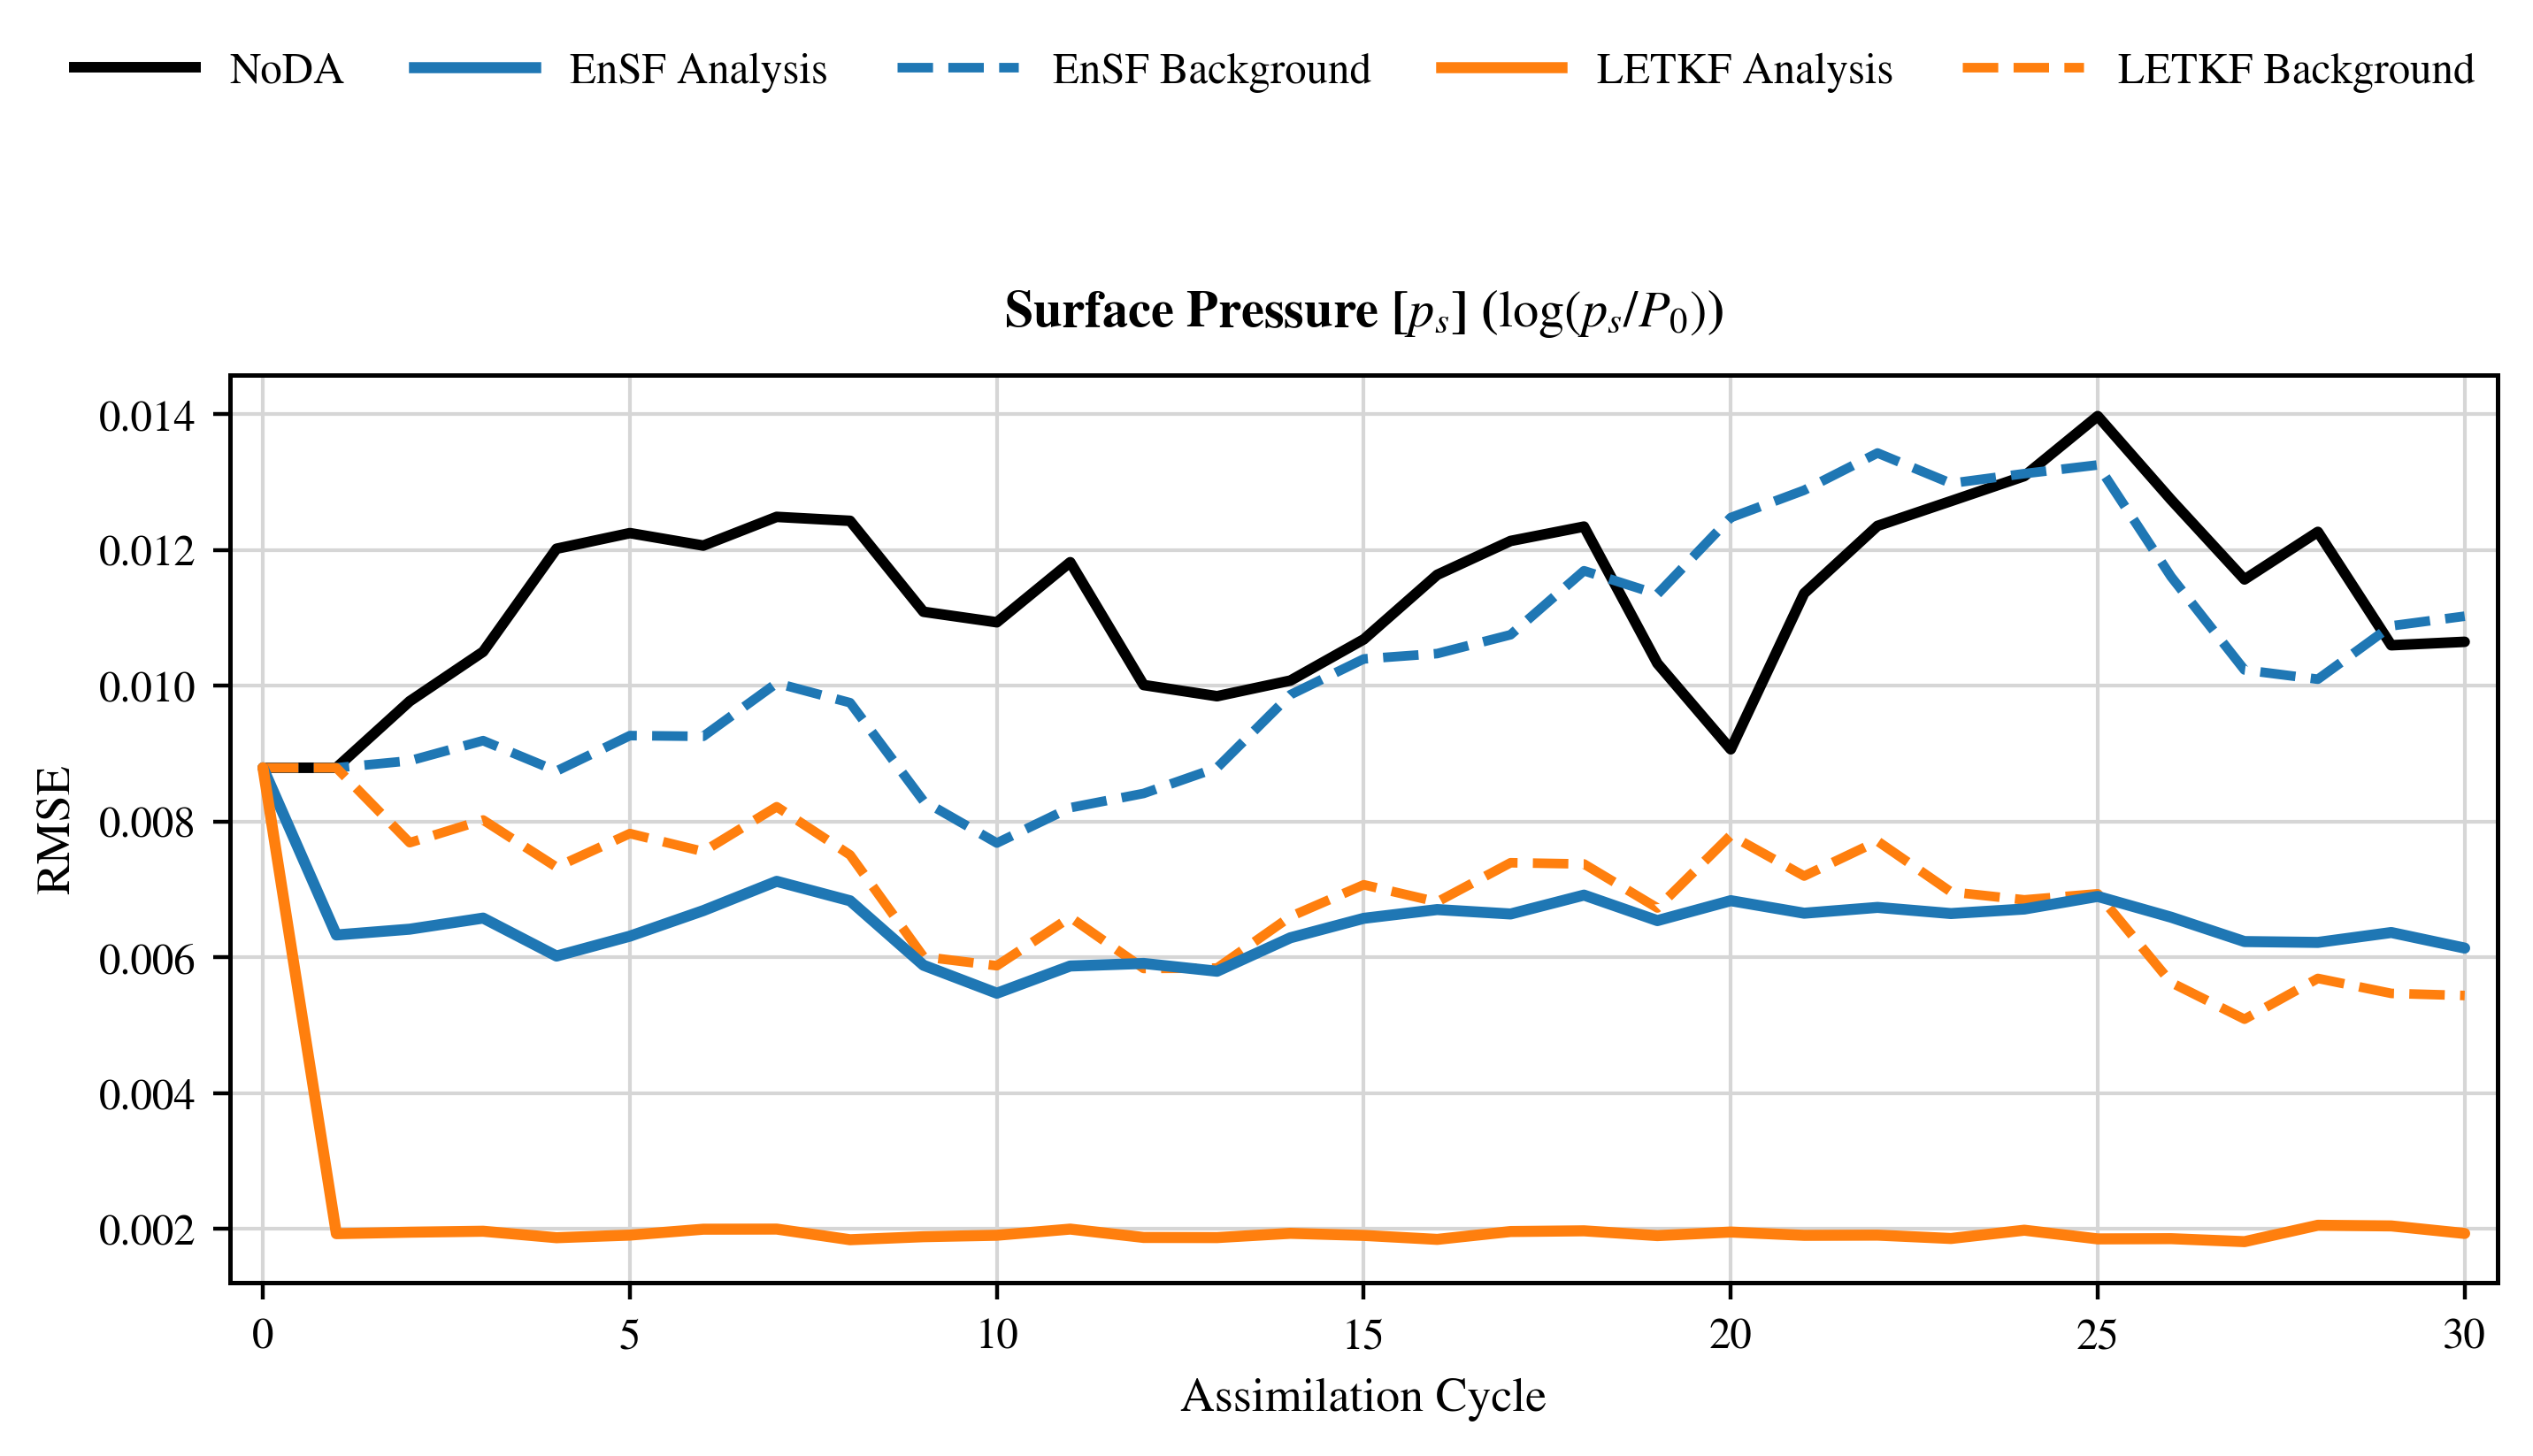 NoDA EnSF Analysis EnSF Background LETKF Analysis LETKF Background
Surface Pressure [pₛ] (log(pₛ/P₀))
0.014
0.012
0.010
0.008
0.006
0.004
0.002
RMSE
0 5 10 15 20 25 30
Assimilation Cycle